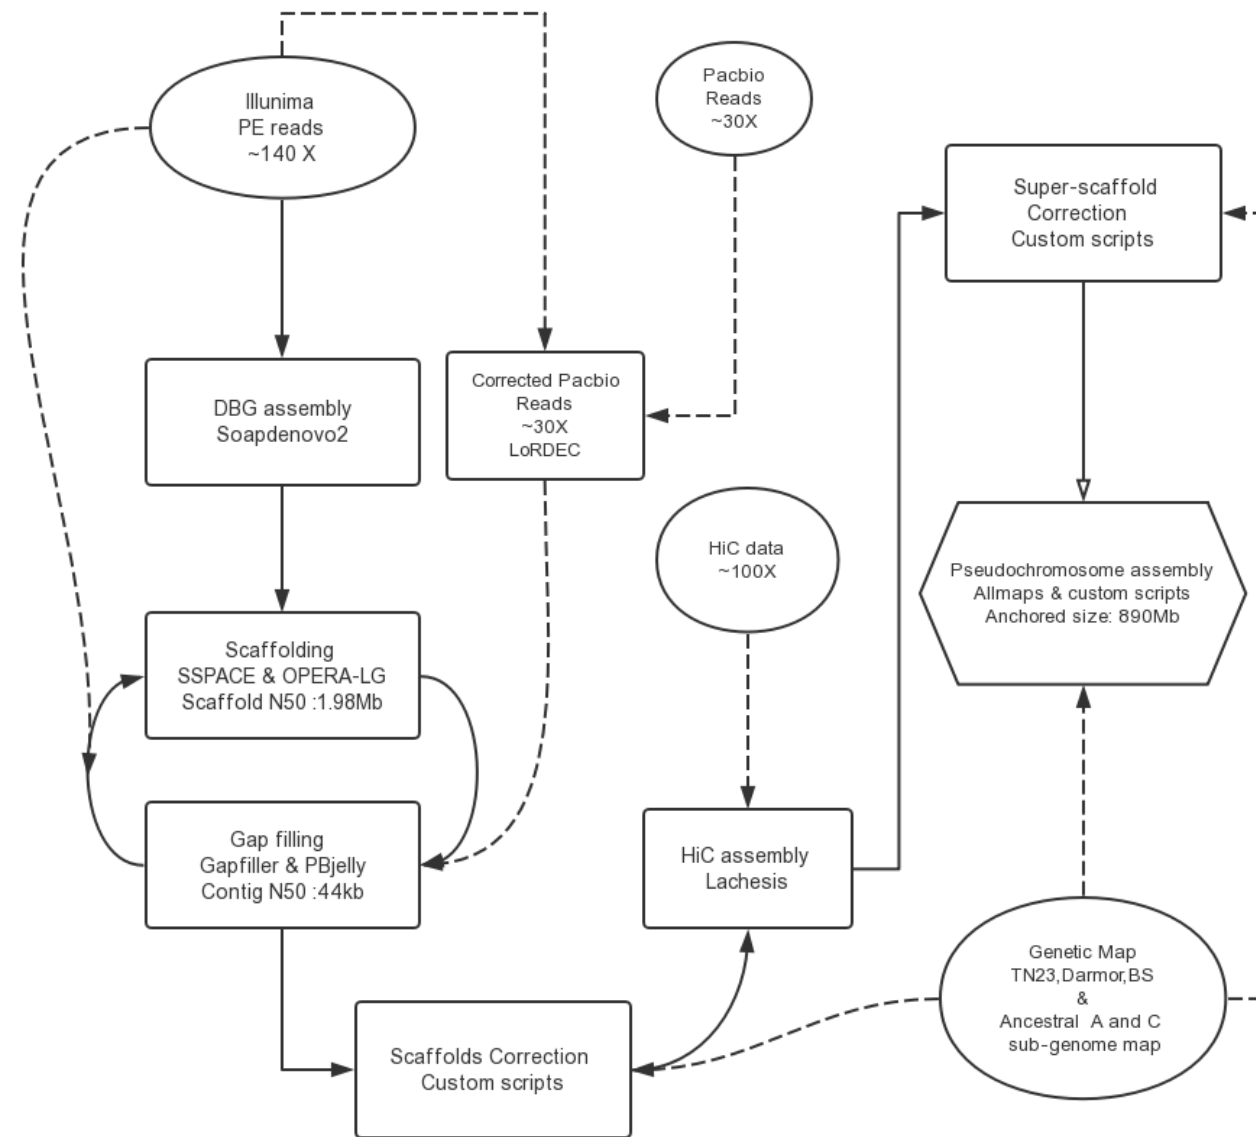 Illunima
PE reads
~140 X
Pacbio
Reads
~30X
Super-scaffold
Correction
Custom scripts
DBG assembly
Soapdenovo2
Corrected Pacbio
Reads
~30X
LoRDEC
HiC data
~100X
Pseudochromosome assembly
Allmaps & custom scripts
Anchored size: 890Mb
Scaffolding
SSPACE & OPERA-LG
Scaffold N50 :1.98Mb
Gap filling
Gapfiller & PBjelly
Contig N50 :44kb
HiC assembly
Lachesis
Genetic Map
TN23,Darmor,BS
&
Ancestral A and C
sub-genome map
Scaffolds Correction
Custom scripts